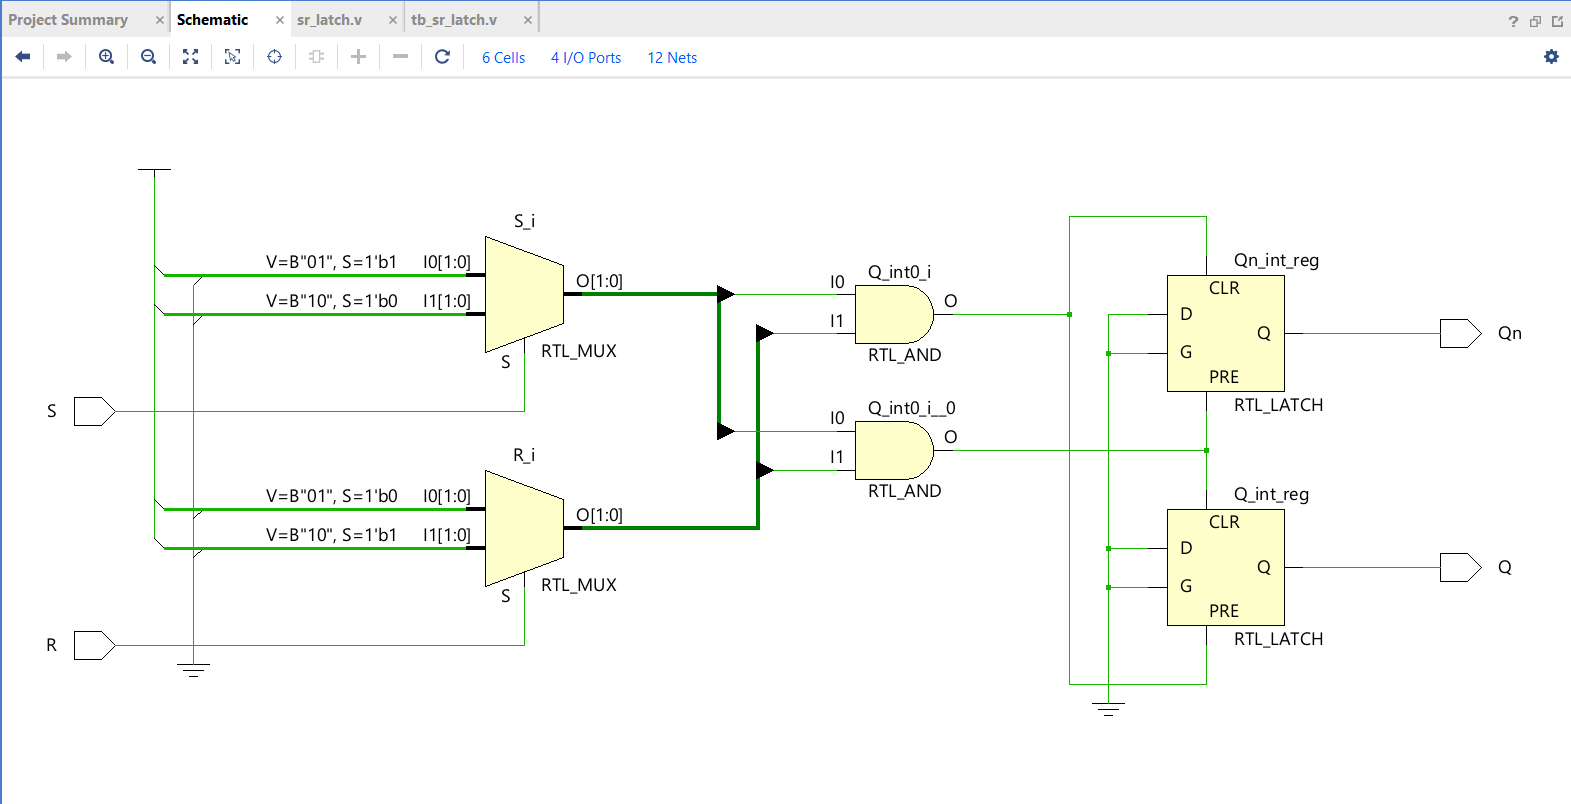 Project Summary × Schematic × sr_latch.v × tb_sr_latch.v × ?
6 Cells 4 I/O Ports 12 Nets
S_i
V=B"01", S=1'b1 I0[1:0]
V=B"10", S=1'b0 I1[1:0]
O[1:0]
S
RTL_MUX
S
R_i
V=B"01", S=1'b0 I0[1:0]
V=B"10", S=1'b1 I1[1:0]
O[1:0]
S
RTL_MUX
R
Q_int0_i
I0
I1
O
RTL_AND
Q_int0_i__0
I0
I1
O
RTL_AND
Qn_int_reg
CLR
D
G
Q
PRE
RTL_LATCH
Qn
Q_int_reg
CLR
D
G
Q
PRE
RTL_LATCH
Q